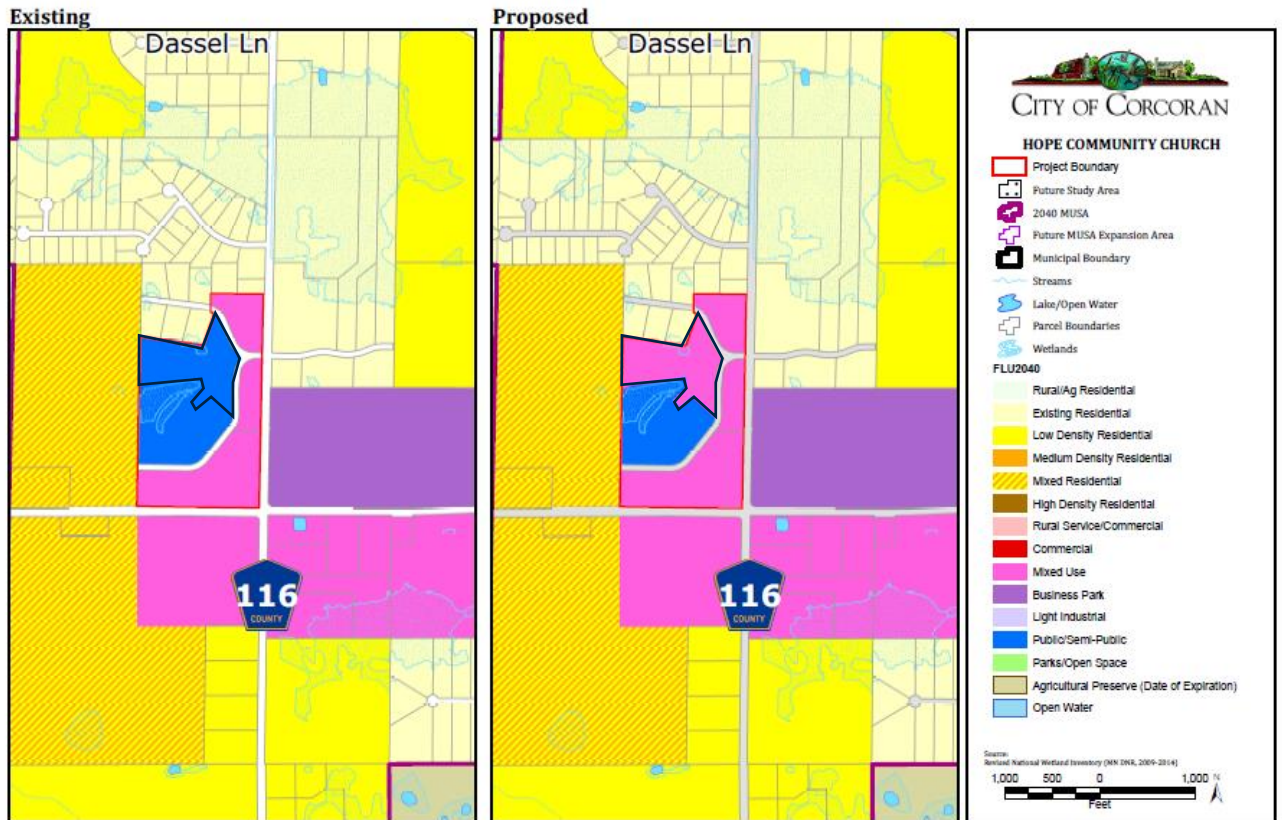 Existing
Proposed
Dassel Ln
Dassel Ln
116
COUNTY
116
COUNTY
CITY OF CORCORAN
HOPE COMMUNITY CHURCH
Project Boundary
Future Study Area
2040 MUSA
Future MUSA Expansion Area
Municipal Boundary
Streams
Lake/Open Water
Parcel Boundaries
Wetlands
FLU2040
Rural/Ag Residential
Existing Residential
Low Density Residential
Medium Density Residential
Mixed Residential
High Density Residential
Rural Service/Commercial
Commercial
Mixed Use
Business Park
Light Industrial
Public/Semi-Public
Parks/Open Space
Agricultural Preserve (Date of Expiration)
Open Water
Source:
Revised National Wetland Inventory (MN DNR, 2009-2014)
1,000 500 0 1,000 N
Feet